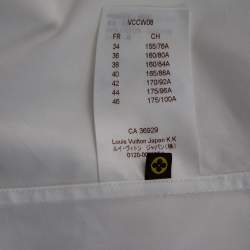 VCCW08
FR CH
34 155/76A
36 160/80A
38 160/84A
40 165/88A
42 170/92A
44 175/96A
46 175/100A
CA 36929
Louis Vuitton Japan K.K
ルイ・ヴィトン ジャパン(株)